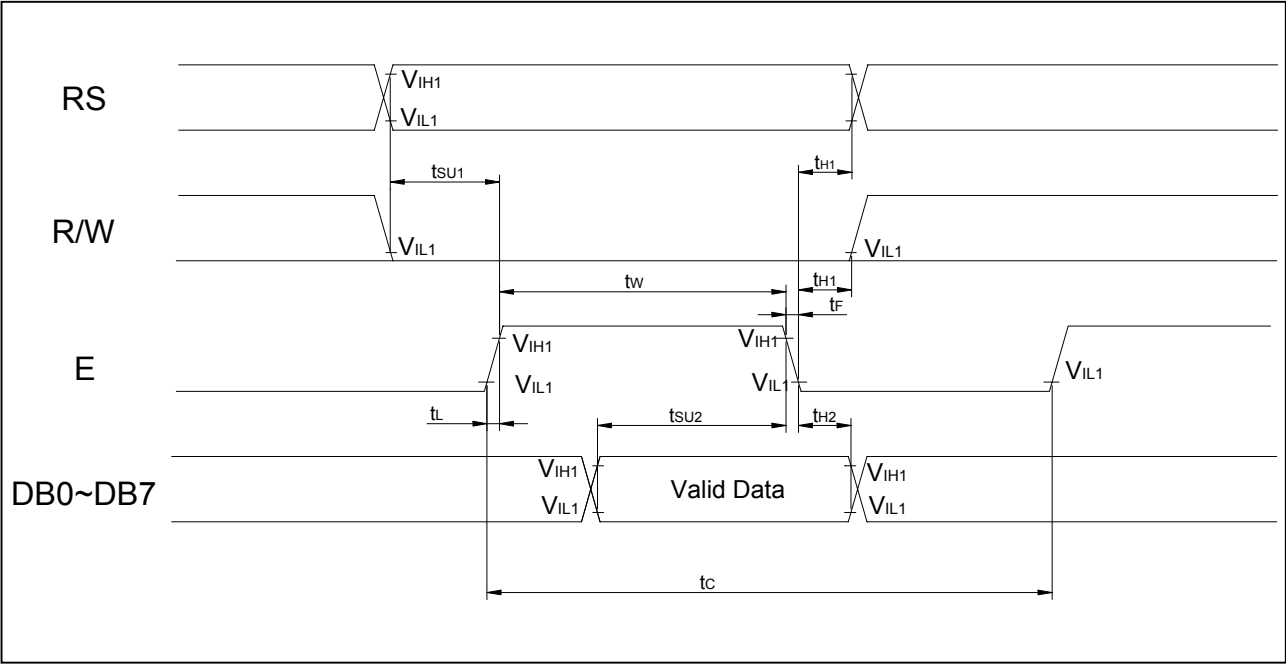 RS
VIH1
VIL1
tSU1
tH1
R/W
VIL1
VIL1
tW
tH1
tF
E
VIH1
VIH1
VIL1
VIL1
VIL1
tL
tSU2
tH2
DB0~DB7
VIH1
VIL1
Valid Data
VIH1
VIL1
tC